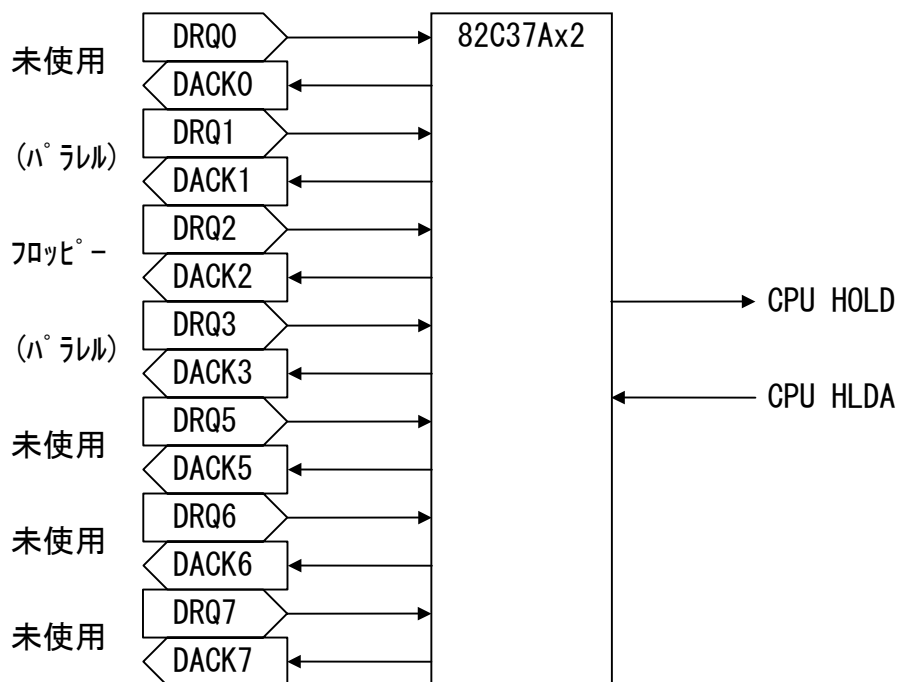 DRQ0
82C37Ax2
未使用
DACK0
DRQ1
(ﾊﾟﾗﾚﾙ)
DACK1
DRQ2
ﾌﾛｯﾋﾟｰ
DACK2
CPU HOLD
DRQ3
(ﾊﾟﾗﾚﾙ)
DACK3
CPU HLDA
DRQ5
未使用
DACK5
DRQ6
未使用
DACK6
DRQ7
未使用
DACK7